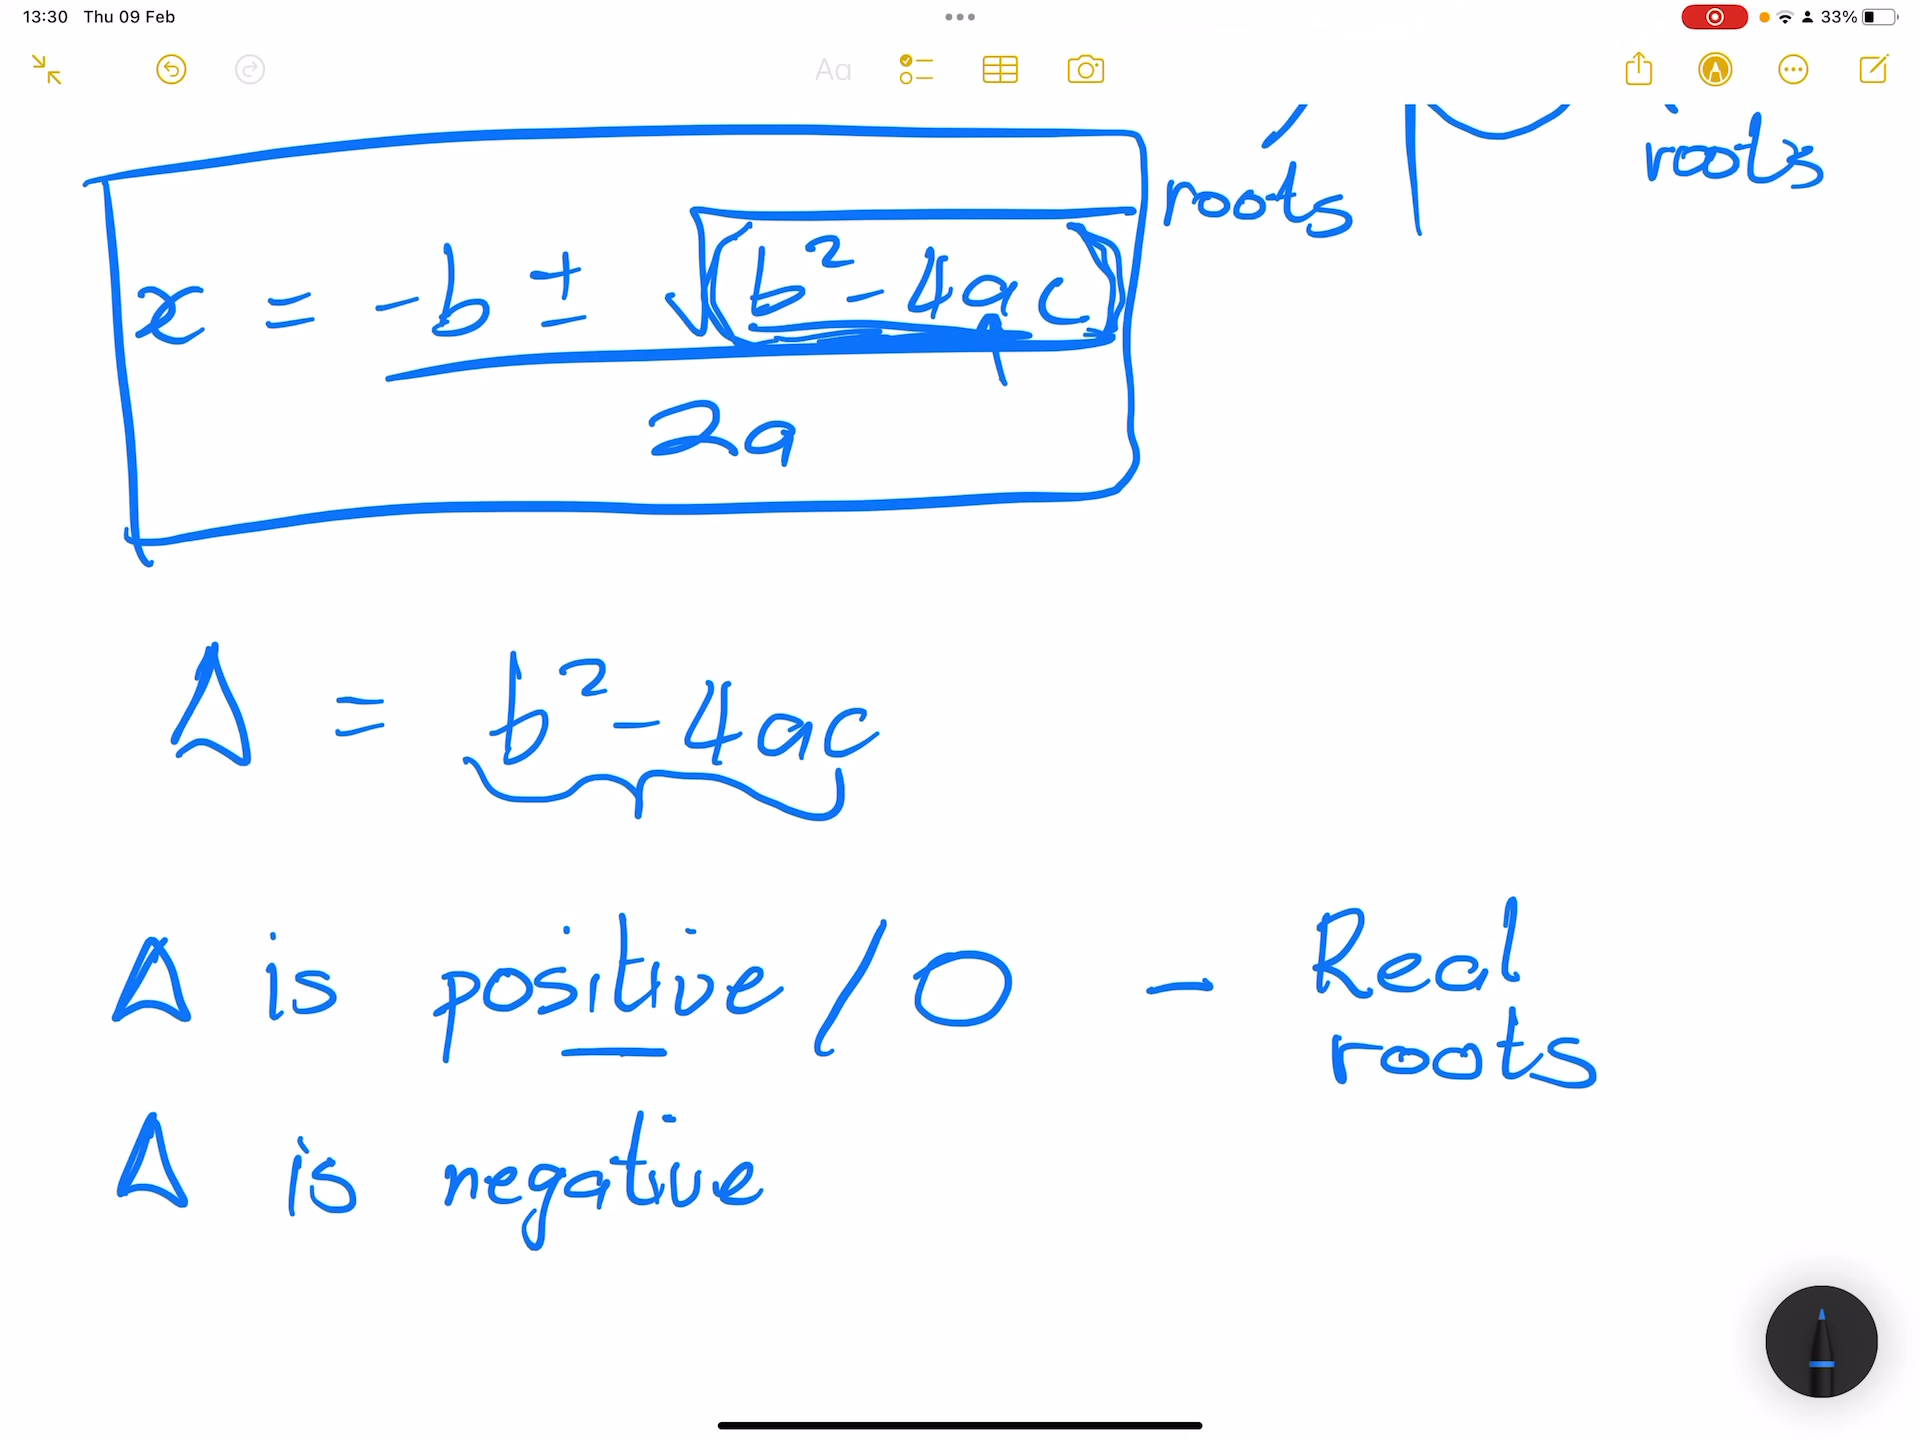 13:30 Thu 09 Feb
33%
Aa
roots
roots
x = -b ± √(b² - 4ac)
2a
Δ = b² - 4ac
Δ is positive / 0 - Real
roots
Δ is negative